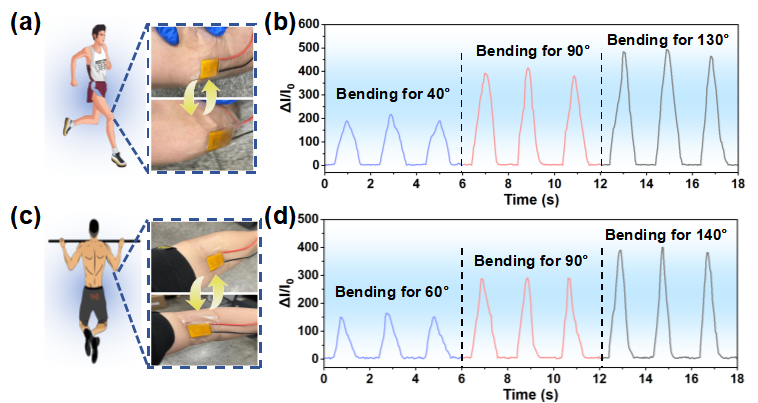 (a)
(b)
600
500
400
300
200
100
0
ΔI/I₀
Bending for 40°
Bending for 90°
Bending for 130°
0 2 4 6 8 10 12 14 16 18
Time (s)
(c)
(d)
500
400
300
200
100
0
ΔI/I₀
Bending for 60°
Bending for 90°
Bending for 140°
0 2 4 6 8 10 12 14 16 18
Time (s)